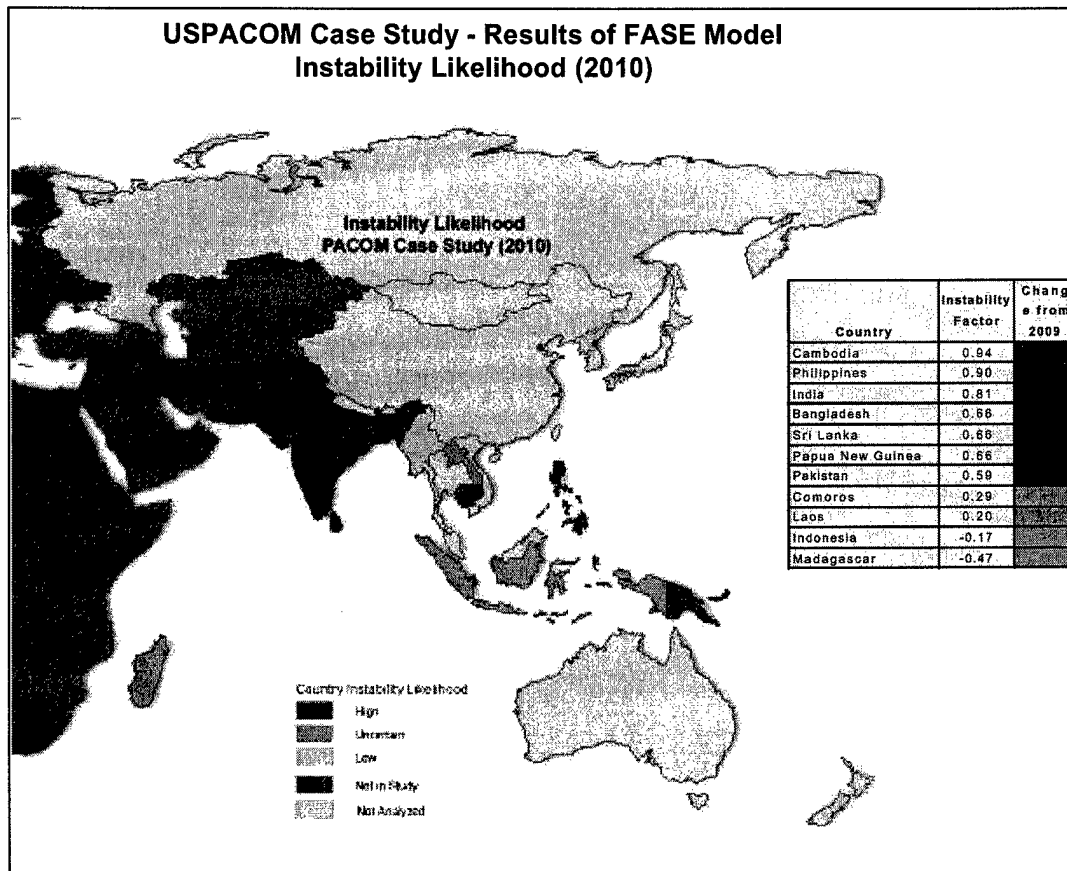 USPACOM Case Study - Results of FASE Model
Instability Likelihood (2010)
Instability Likelihood
PACOM Case Study (2010)
Country Instability Factor Chang
e from
2009
Cambodia 0.94
Philippines 0.90
India 0.81
Bangladesh 0.66
Sri Lanka 0.66
Papua New Guinea 0.66
Pakistan 0.59
Comoros 0.29
Laos 0.20
Indonesia -0.17
Madagascar -0.47
Country Instability Likelihood
High
Uncertain
Low
Not in Study
Not Analyzed